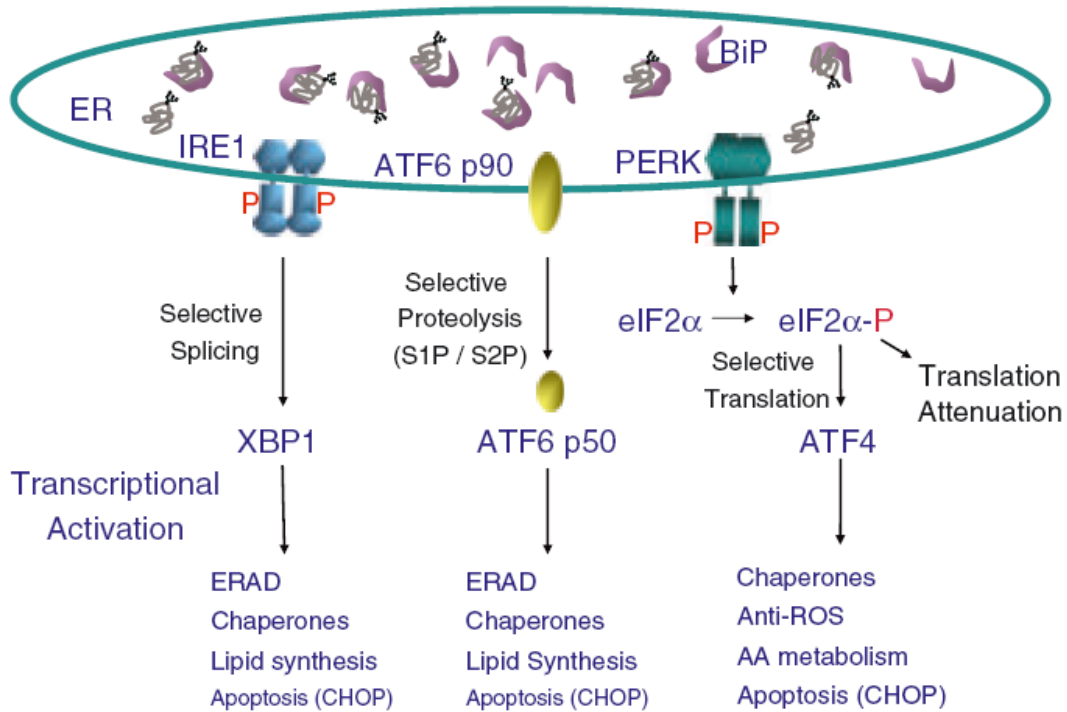 BiP
ER
IRE1
ATF6 p90
PERK
P
P
P
P
Selective
Splicing
Selective
Proteolysis
(S1P / S2P)
eIF2α
eIF2α-P
Selective
Translation
Translation
Attenuation
XBP1
ATF6 p50
ATF4
Transcriptional
Activation
ERAD
Chaperones
Lipid synthesis
Apoptosis (CHOP)
ERAD
Chaperones
Lipid Synthesis
Apoptosis (CHOP)
Chaperones
Anti-ROS
AA metabolism
Apoptosis (CHOP)